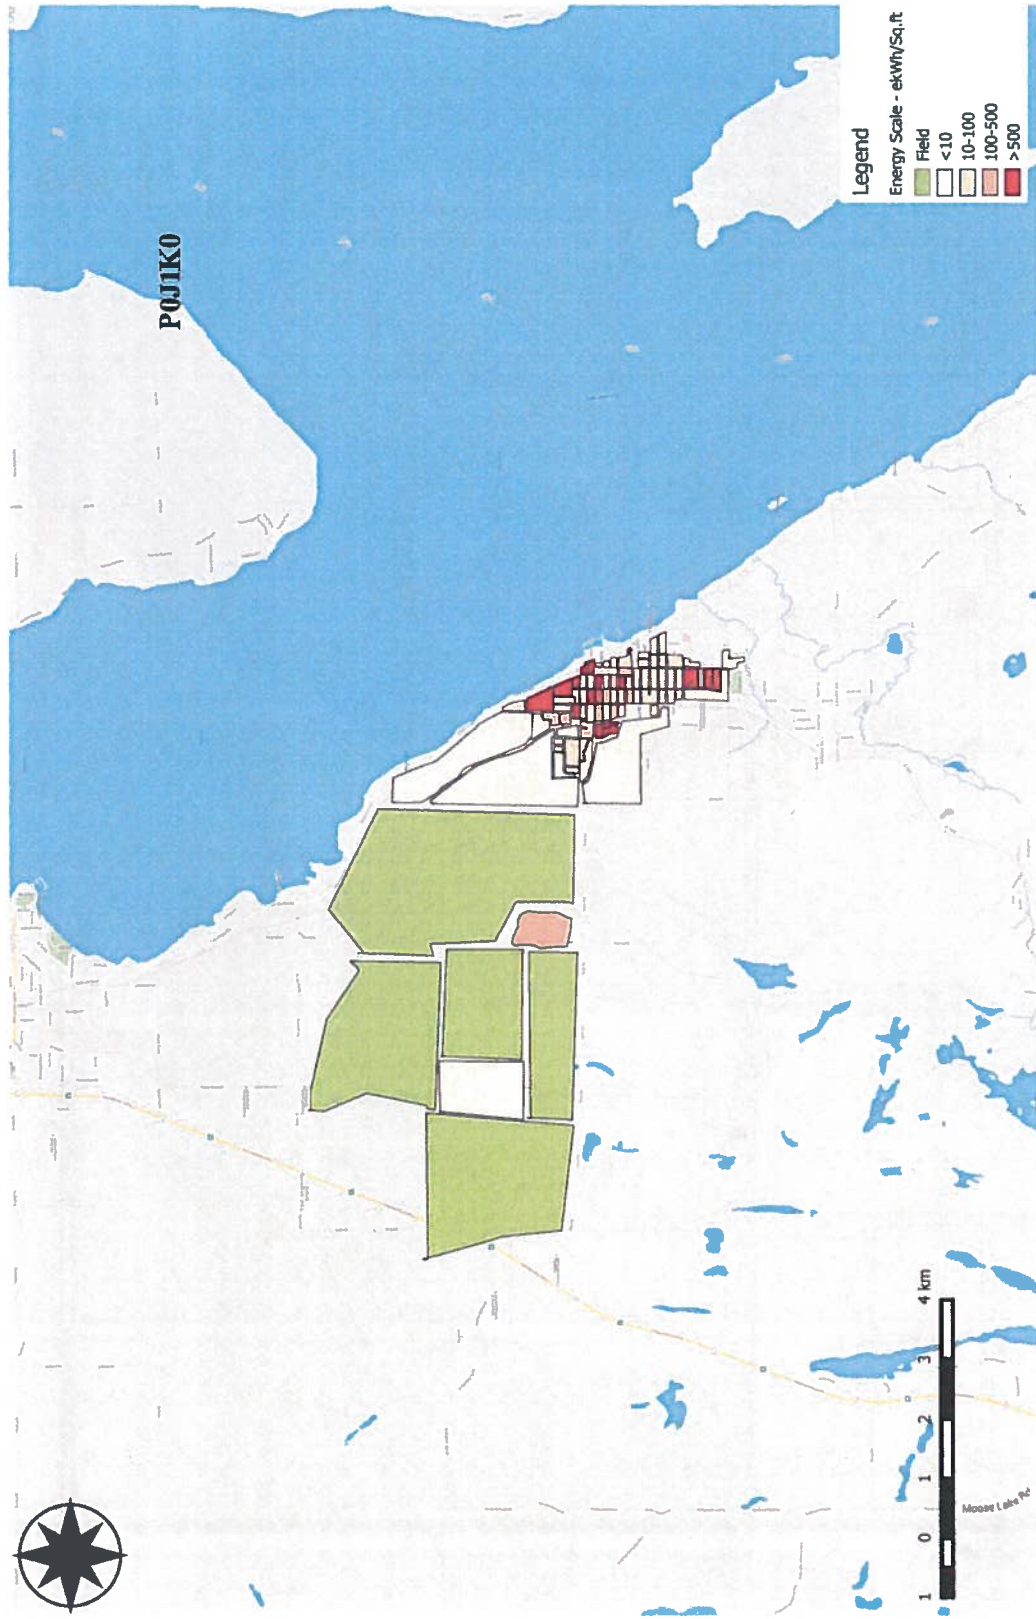 P0J1K0
Legend
Energy Scale - ekWh/Sq.ft
Field
<10
10-100
100-500
>500
1 0 1 2 3 4 km
Moose Lake Rd